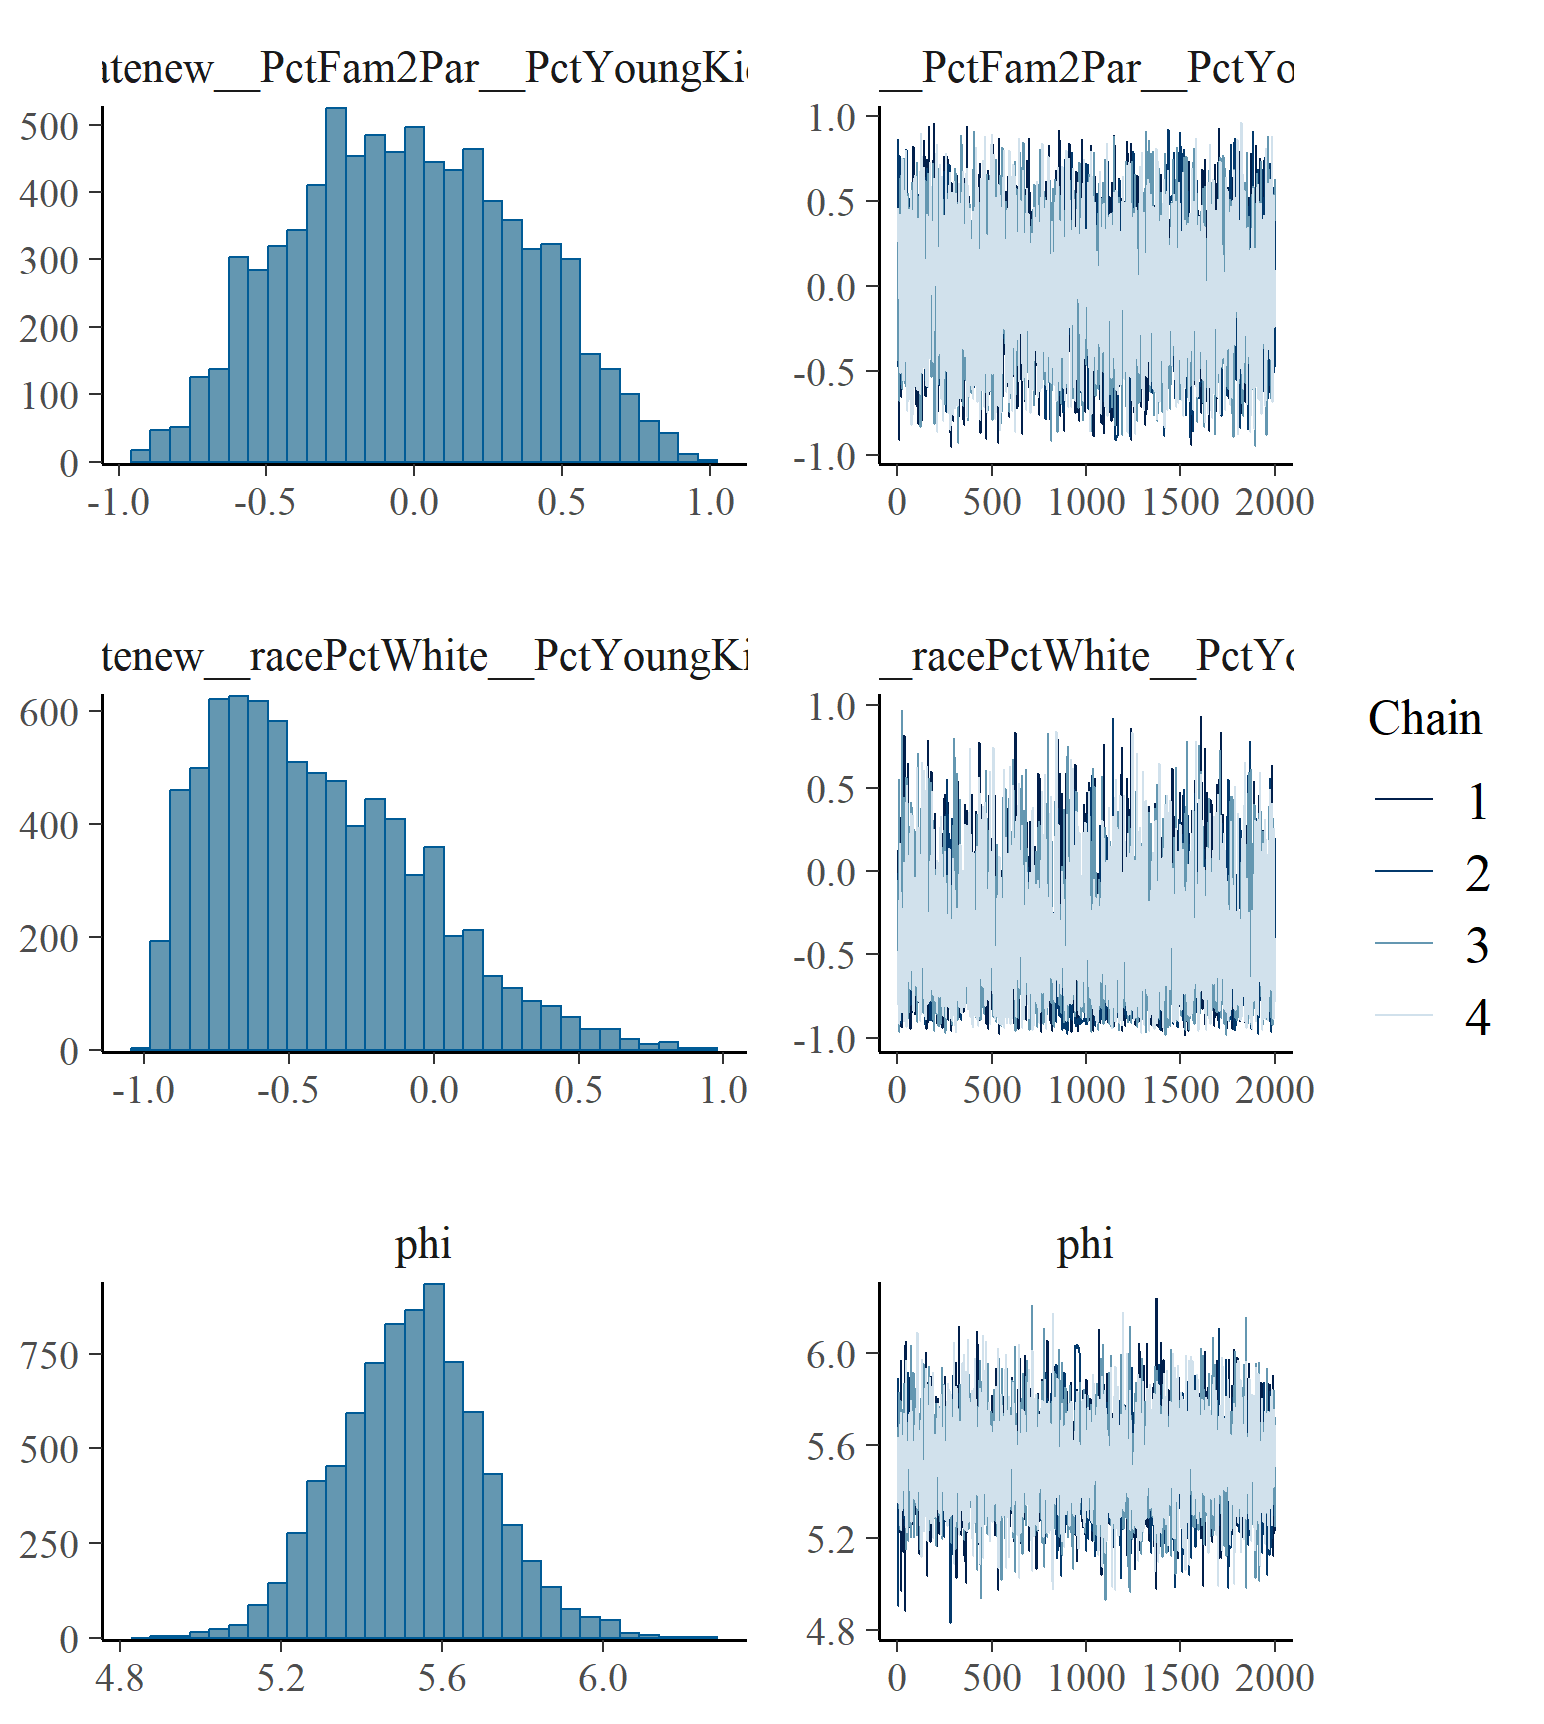 atenew__PctFam2Par__PctYoungKi
500
400
300
200
100
0
-1.0 -0.5 0.0 0.5 1.0
__PctFam2Par__PctYo
1.0
0.5
0.0
-0.5
-1.0
0 500 1000 1500 2000
tenew__racePctWhite__PctYoungKi
600
400
200
0
-1.0 -0.5 0.0 0.5 1.0
__racePctWhite__PctYo
1.0
0.5
0.0
-0.5
-1.0
0 500 1000 1500 2000
Chain
1
2
3
4
phi
750
500
250
0
4.8 5.2 5.6 6.0
phi
6.0
5.6
5.2
4.8
0 500 1000 1500 2000